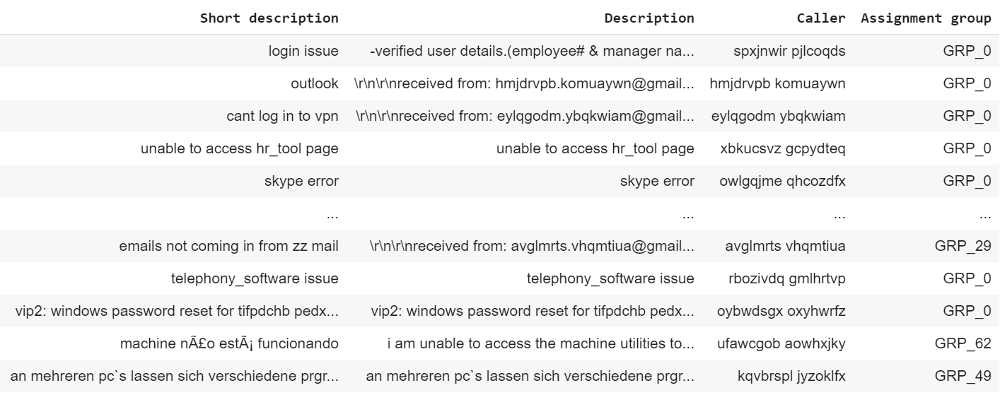 Short description Description Caller Assignment group
login issue -verified user details.(employee# & manager na... spxjnwir pjlcoqds GRP_0
outlook \r\n\r\nreceived from: hmjdrvpb.komuaywn@gmail... hmjdrvpb komuaywn GRP_0
cant log in to vpn \r\n\r\nreceived from: eylqgodm.ybqkwiam@gmail... eylqgodm ybqkwiam GRP_0
unable to access hr_tool page unable to access hr_tool page xbkucsvz gcpydteq GRP_0
skype error skype error owlgqjme qhcozdfx GRP_0
... ... ... ...
emails not coming in from zz mail \r\n\r\nreceived from: avglmrts.vhqmtiua@gmail... avglmrts vhqmtiua GRP_29
telephony_software issue telephony_software issue rbozivdq gmlhrtvp GRP_0
vip2: windows password reset for tifpdchb pedx... vip2: windows password reset for tifpdchb pedx... oybwdsgx oxyhwrfz GRP_0
machine nÃ£o estÃ¡ funcionando i am unable to access the machine utilities to... ufawcgob aowhxjky GRP_62
an mehreren pc`s lassen sich verschiedene prgr... an mehreren pc`s lassen sich verschiedene prgr... kqvbrspl jyzoklfx GRP_49